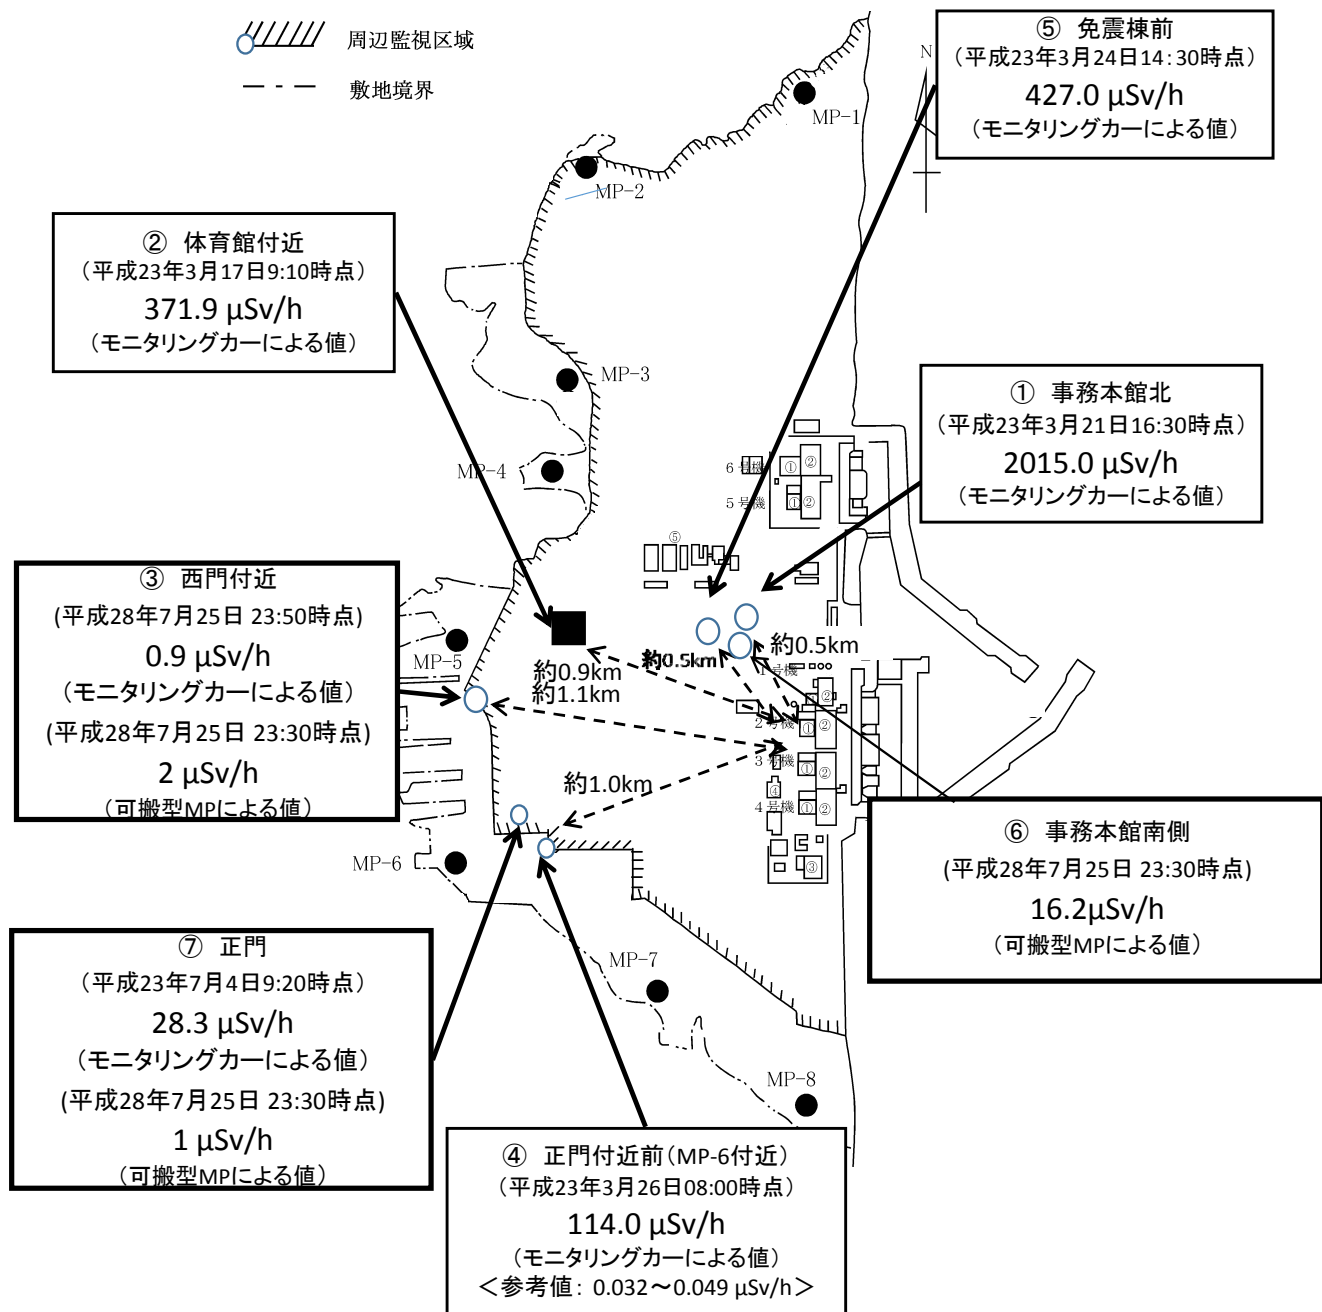 周辺監視区域
敷地境界
⑤ 免震棟前
(平成23年3月24日14:30時点)
427.0 μSv/h
(モニタリングカーによる値)
N
MP-1
MP-2
② 体育館付近
(平成23年3月17日9:10時点)
371.9 μSv/h
(モニタリングカーによる値)
MP-3
① 事務本館北
(平成23年3月21日16:30時点)
2015.0 μSv/h
(モニタリングカーによる値)
MP-4
6号機
① ②
5号機
① ②
⑤
③ 西門付近
(平成28年7月25日 23:50時点)
0.9 μSv/h
(モニタリングカーによる値)
(平成28年7月25日 23:30時点)
2 μSv/h
(可搬型MPによる値)
MP-5
約0.9km
約1.1km
約0.5km
約0.5km
1号機
②
2号機
① ②
3号機
① ②
④
4号機
① ②
③
約1.0km
MP-6
⑥ 事務本館南側
(平成28年7月25日 23:30時点)
16.2μSv/h
(可搬型MPによる値)
⑦ 正門
(平成23年7月4日9:20時点)
28.3 μSv/h
(モニタリングカーによる値)
(平成28年7月25日 23:30時点)
1 μSv/h
(可搬型MPによる値)
MP-7
MP-8
④ 正門付近前(MP-6付近)
(平成23年3月26日08:00時点)
114.0 μSv/h
(モニタリングカーによる値)
<参考値: 0.032～0.049 μSv/h>